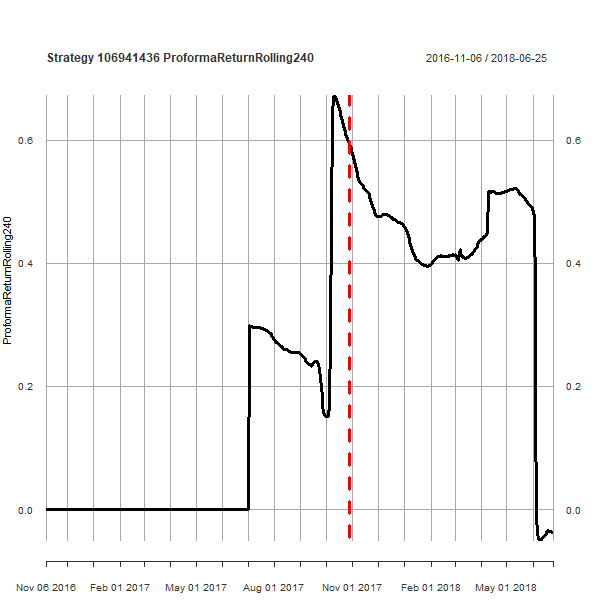 Strategy 106941436 ProformaReturnRolling240
2016-11-06 / 2018-06-25
ProformaReturnRolling240
0.6
0.6
0.4
0.4
0.2
0.2
0.0
0.0
Nov 06 2016
Feb 01 2017
May 01 2017
Aug 01 2017
Nov 01 2017
Feb 01 2018
May 01 2018